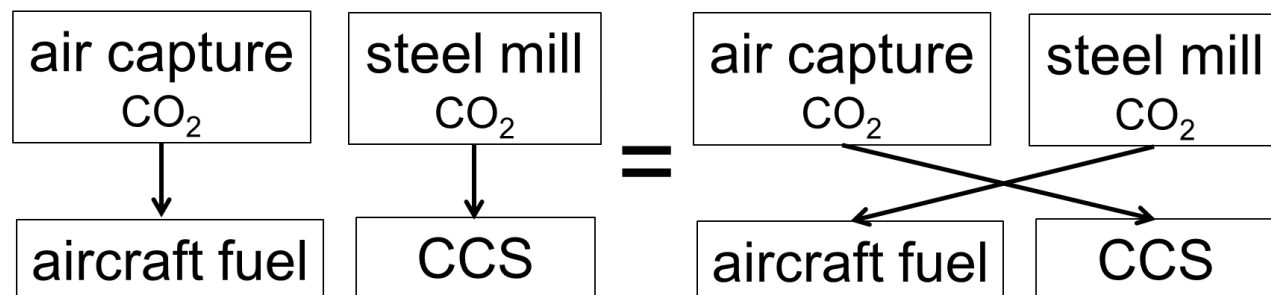 air capture
CO₂
steel mill
CO₂
=
air capture
CO₂
steel mill
CO₂
aircraft fuel
CCS
aircraft fuel
CCS